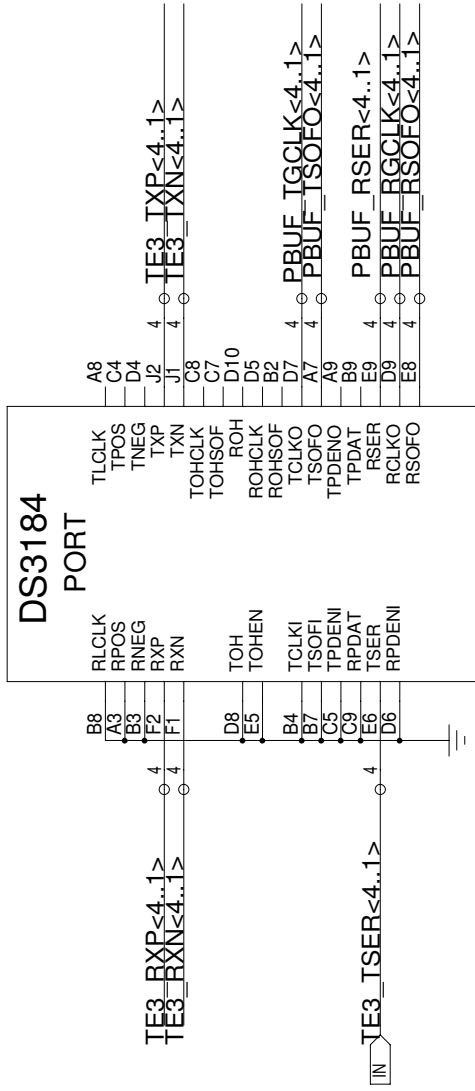 DS3184
PORT
B8 RLCLK TLCLK A8
A3 RPOS TPOS C4
B3 RNEG TNEG D4
TE3_RXP<4..1> 4 F2 RXP TXP J2 4 TE3_TXP<4..1>
TE3_RXN<4..1> 4 F1 RXN TXN J1 4 TE3_TXN<4..1>
TOHCLK C8
TOHSOF C7
D8 TOH ROH D10
E5 TOHEN ROHCLK D5
ROHSOF B2
B4 TCLKI TCLKO D7 4 PBUF_TGCLK<4..1>
B7 TSOFI TSOFO A7 4 PBUF_TSOFO<4..1>
C5 TPDENI TPDENO A9
C9 RPDAT TPDAT B9
IN TE3_TSER<4..1> 4 E6 TSER RSER E9 4 PBUF_RSER<4..1>
D6 RPDENI RCLKO D9 4 PBUF_RGCLK<4..1>
RSOFO E8 4 PBUF_RSOFO<4..1>